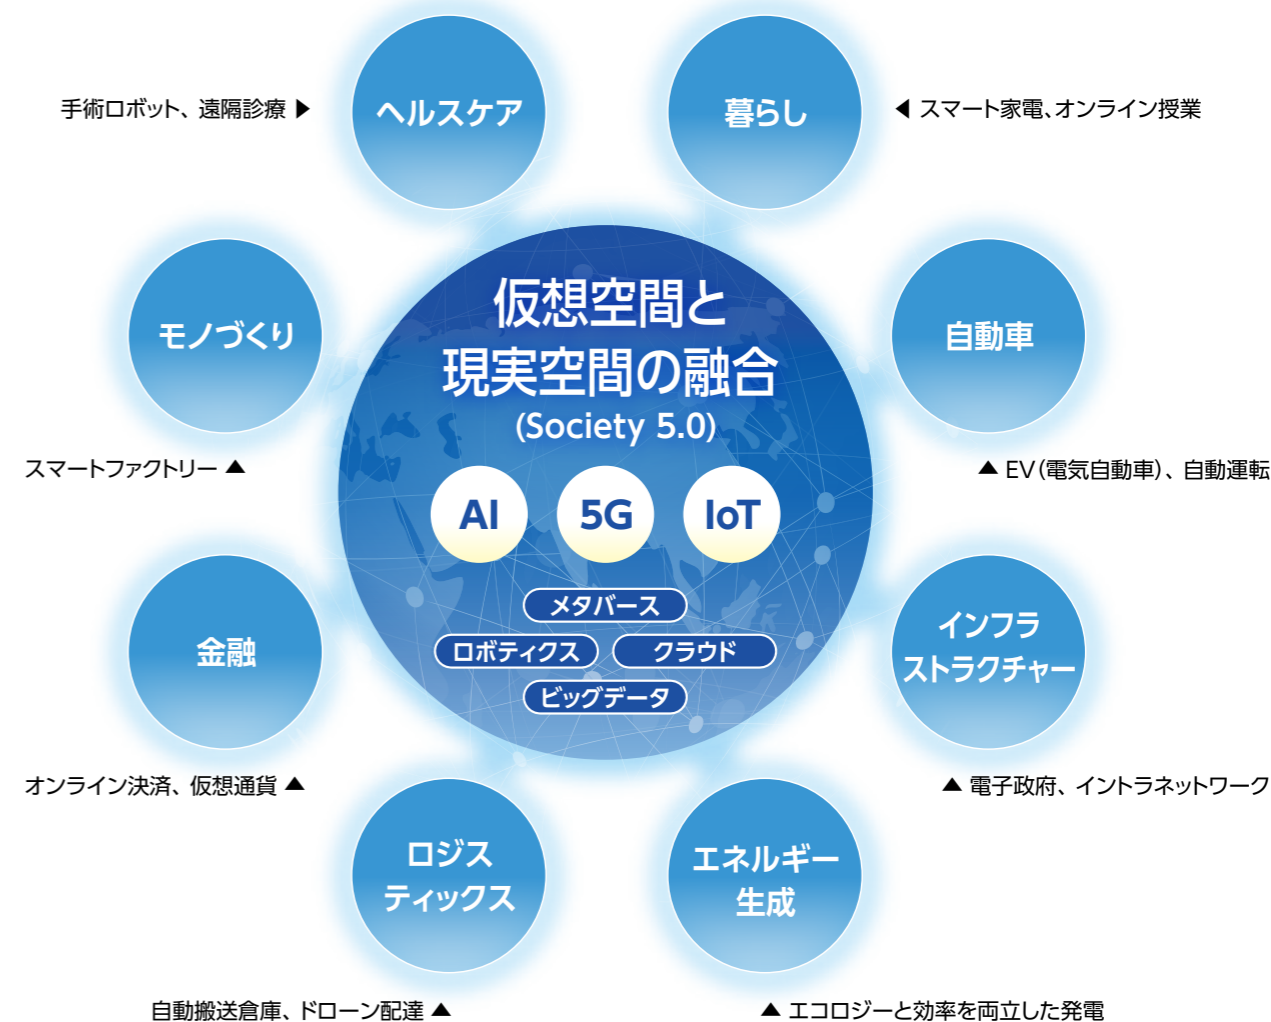 手術ロボット、遠隔診療 ▶
ヘルスケア
暮らし
◀ スマート家電、オンライン授業
モノづくり
スマートファクトリー ▲
自動車
▲ EV(電気自動車)、自動運転
仮想空間と
現実空間の融合
(Society 5.0)
AI
5G
IoT
メタバース
ロボティクス
クラウド
ビッグデータ
金融
オンライン決済、仮想通貨 ▲
インフラ
ストラクチャー
▲ 電子政府、イントラネットワーク
ロジス
ティックス
自動搬送倉庫、ドローン配達 ▲
エネルギー
生成
▲ エコロジーと効率を両立した発電